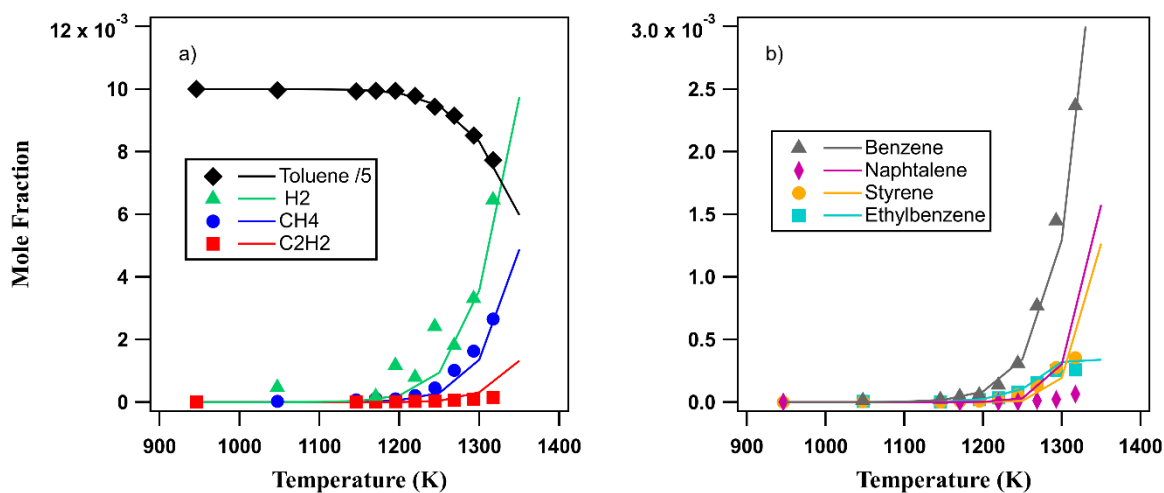 12 x 10-3
a)
10
8
6
4
2
0
Toluene /5
H2
CH4
C2H2
Mole Fraction
900 1000 1100 1200 1300 1400
Temperature (K)
3.0 x 10-3
b)
2.5
2.0
1.5
1.0
0.5
0.0
Benzene
Naphtalene
Styrene
Ethylbenzene
900 1000 1100 1200 1300 1400
Temperature (K)